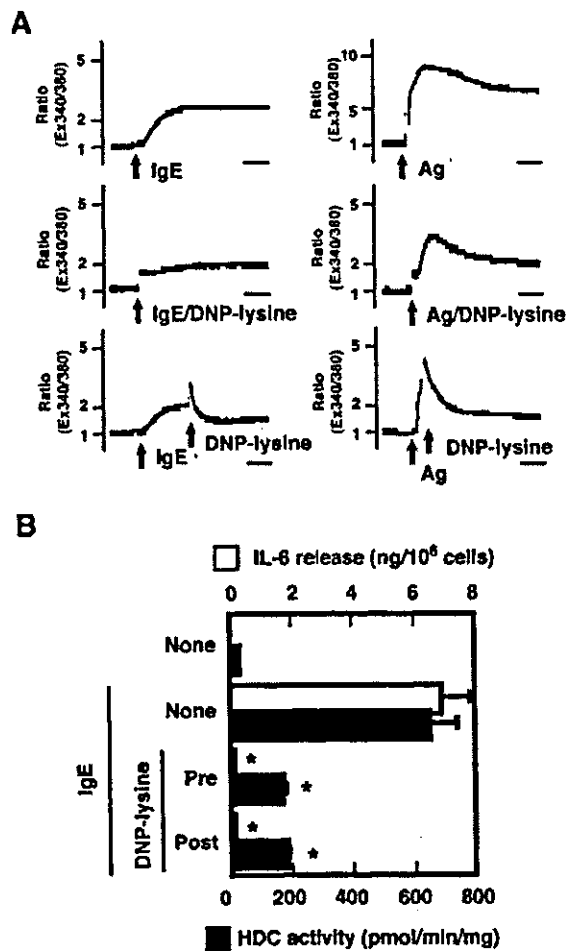 A
Ratio (Ex340/380)
5
2
1
IgE
Ratio (Ex340/380)
10
5
1
Ag
Ratio (Ex340/380)
5
2
1
IgE/DNP-lysine
Ratio (Ex340/380)
5
2
1
Ag/DNP-lysine
Ratio (Ex340/380)
5
2
1
IgE
DNP-lysine
Ratio (Ex340/380)
5
2
1
Ag
DNP-lysine
B
IL-6 release (ng/10⁶ cells)
0 2 4 6 8
None
None
IgE
DNP-lysine
Pre
* *
Post
* *
0 200 400 600 800
HDC activity (pmol/min/mg)